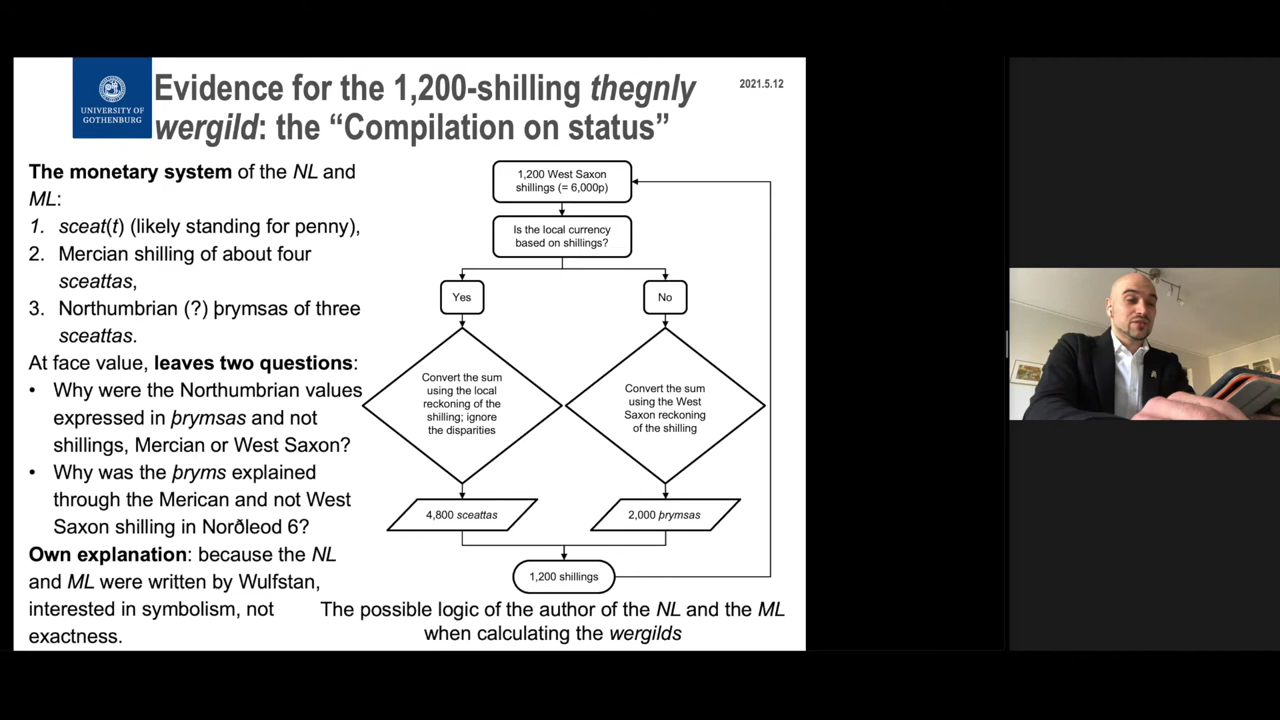 UNIVERSITY OF
GOTHENBURG
Evidence for the 1,200-shilling thegnly
wergild: the “Compilation on status”
2021.5.12
The monetary system of the NL and
ML:
1. sceat(t) (likely standing for penny),
2. Mercian shilling of about four
sceattas,
3. Northumbrian (?) þrymsas of three
sceattas.
At face value, leaves two questions:
• Why were the Northumbrian values
expressed in þrymsas and not
shillings, Mercian or West Saxon?
• Why was the þryms explained
through the Merican and not West
Saxon shilling in Norðleod 6?
Own explanation: because the NL
and ML were written by Wulfstan,
interested in symbolism, not
exactness.
1,200 West Saxon
shillings (= 6,000p)
Is the local currency
based on shillings?
Yes
No
Convert the sum
using the local
reckoning of the
shilling; ignore
the disparities
Convert the sum
using the West
Saxon reckoning
of the shilling
4,800 sceattas
2,000 þrymsas
1,200 shillings
The possible logic of the author of the NL and the ML
when calculating the wergilds